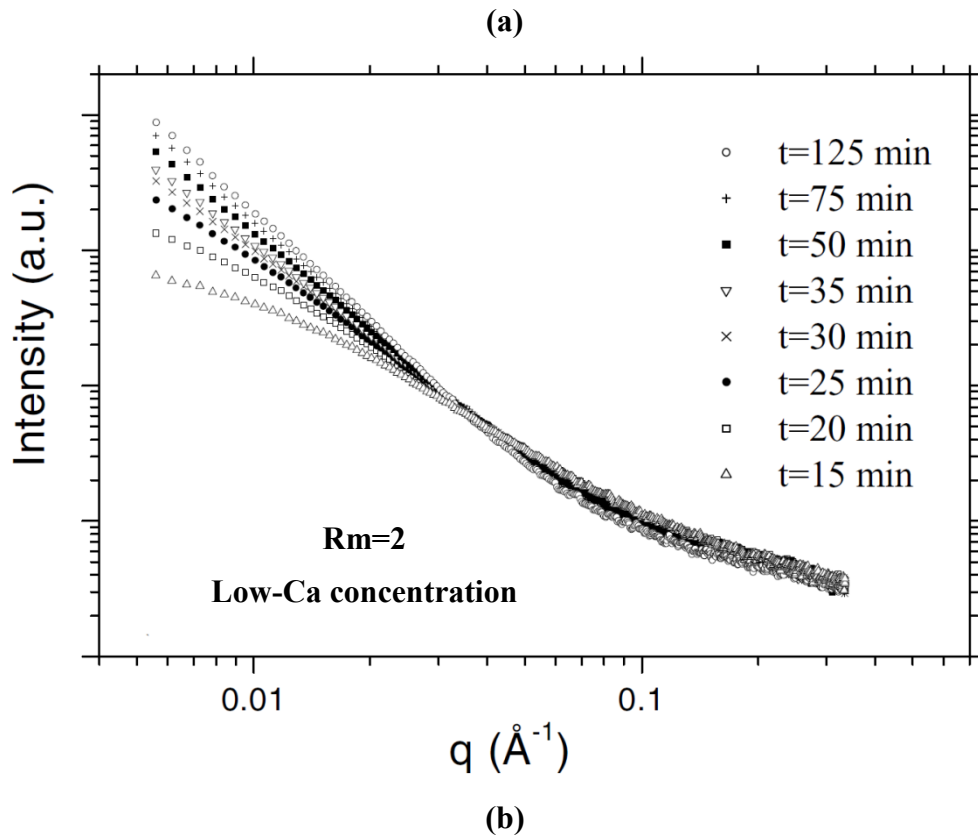 (a)
t=125 min
t=75 min
t=50 min
t=35 min
t=30 min
t=25 min
t=20 min
t=15 min
Intensity (a.u.)
Rm=2
Low-Ca concentration
0.01 0.1
q (Å⁻¹)
(b)